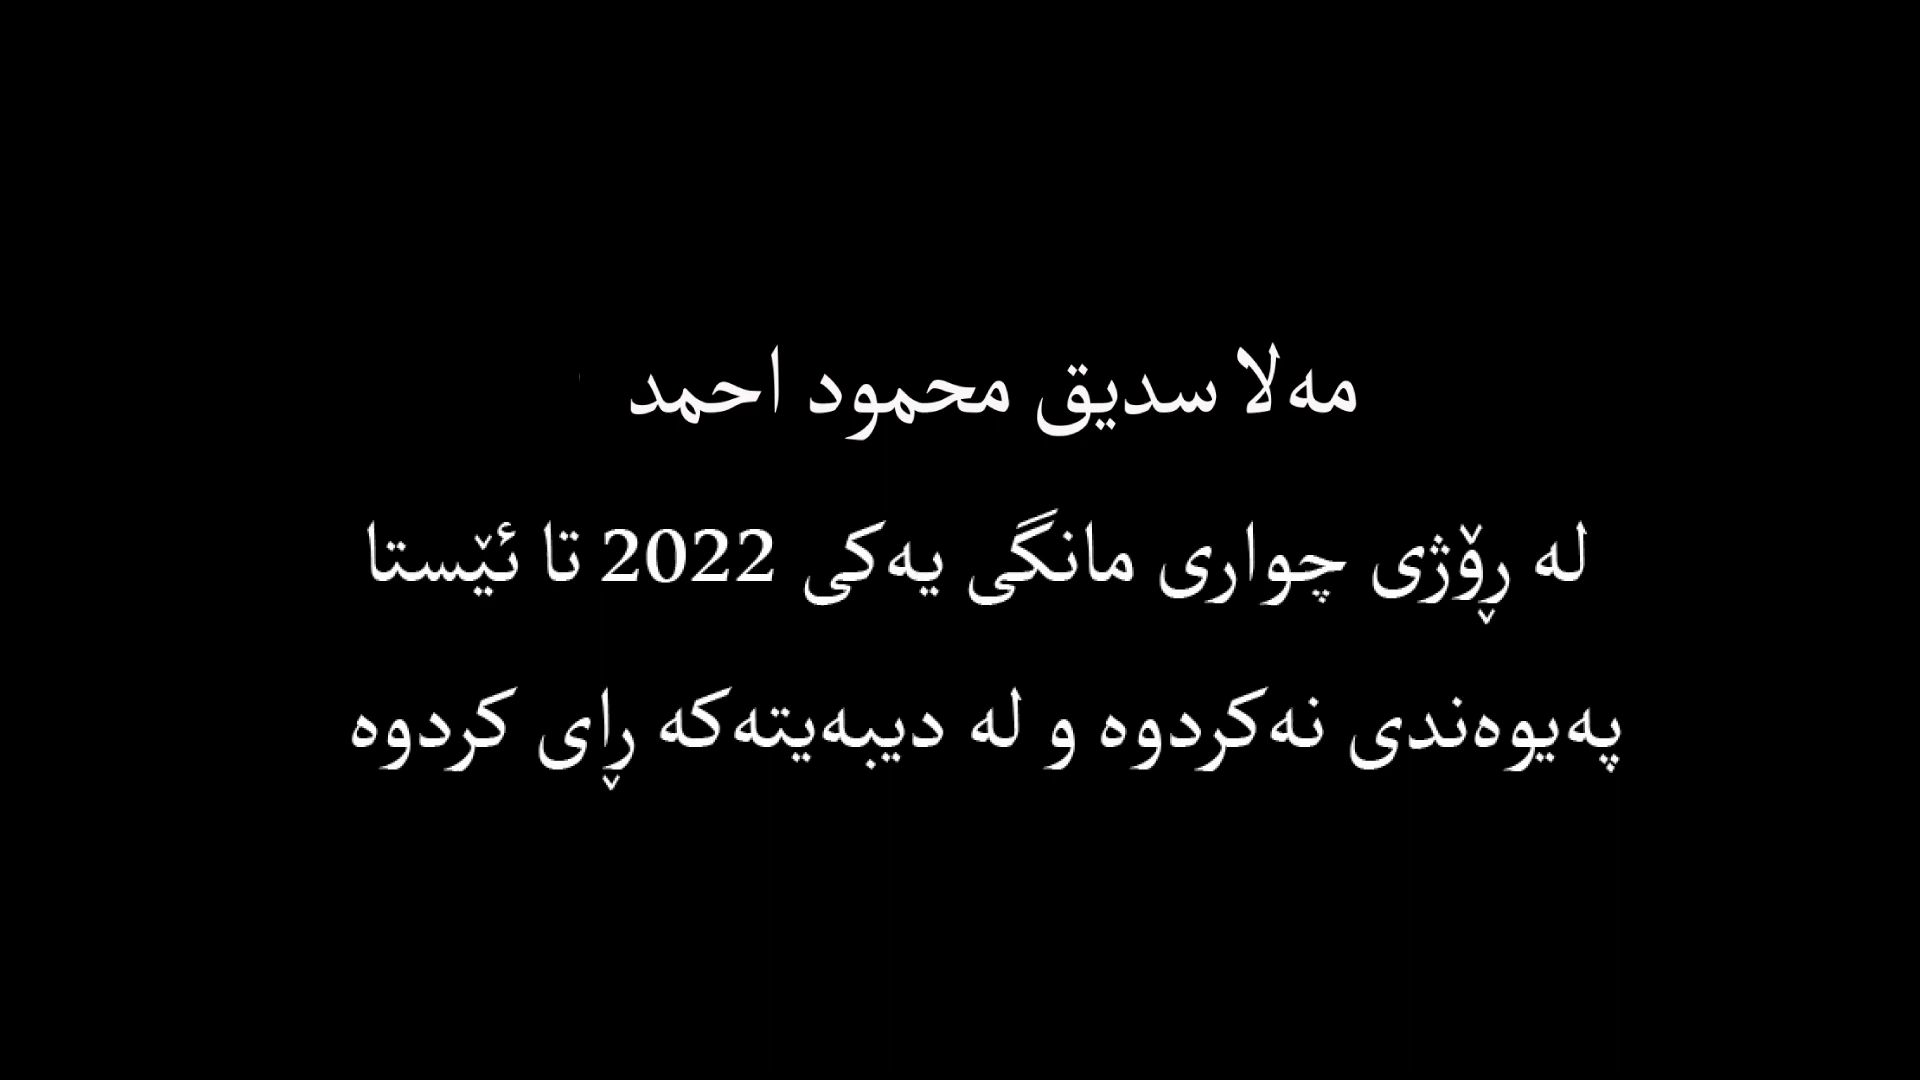 مەلا سدیق محمود احمد
لە ڕۆژی چواری مانگی یەکی 2022 تا ئێستا
پەیوەندی نەکردوە و لە دیبەیتەکە ڕای کردوە